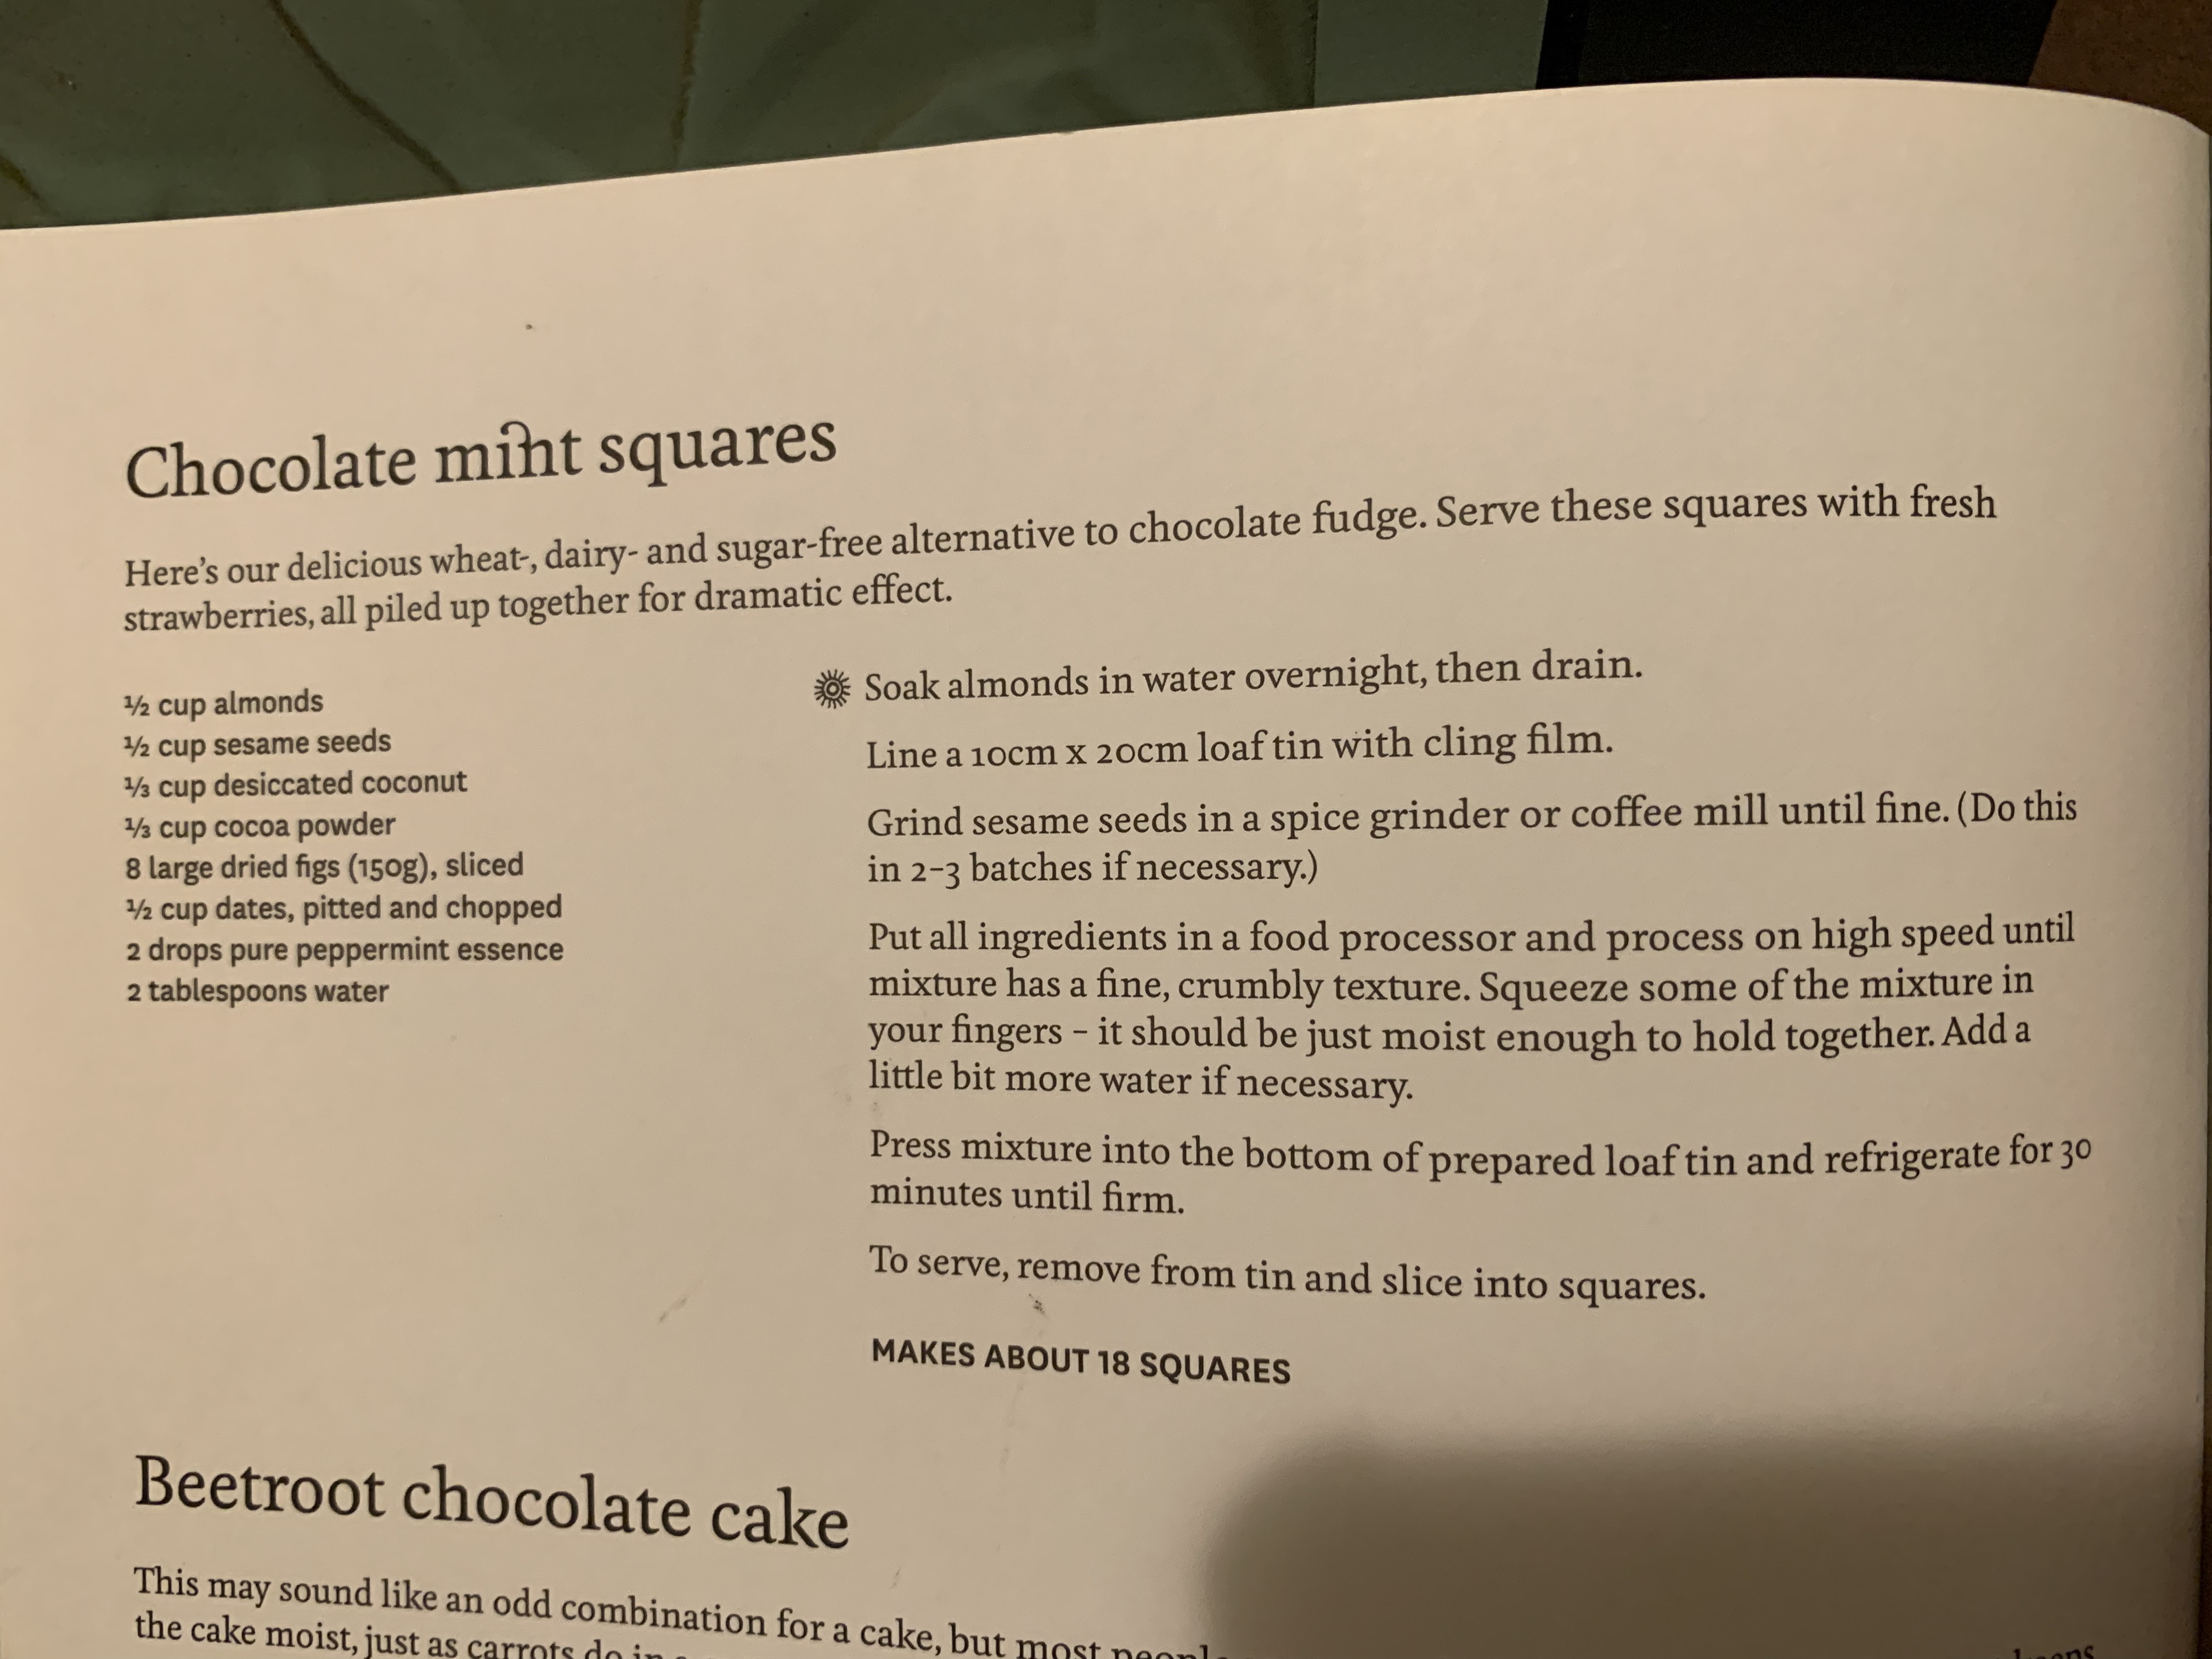 Chocolate mint squares
Here's our delicious wheat-, dairy- and sugar-free alternative to chocolate fudge. Serve these squares with fresh
strawberries, all piled up together for dramatic effect.
½ cup almonds
½ cup sesame seeds
⅓ cup desiccated coconut
⅓ cup cocoa powder
8 large dried figs (150g), sliced
½ cup dates, pitted and chopped
2 drops pure peppermint essence
2 tablespoons water
Soak almonds in water overnight, then drain.
Line a 10cm x 20cm loaf tin with cling film.
Grind sesame seeds in a spice grinder or coffee mill until fine. (Do this
in 2–3 batches if necessary.)
Put all ingredients in a food processor and process on high speed until
mixture has a fine, crumbly texture. Squeeze some of the mixture in
your fingers – it should be just moist enough to hold together. Add a
little bit more water if necessary.
Press mixture into the bottom of prepared loaf tin and refrigerate for 30
minutes until firm.
To serve, remove from tin and slice into squares.
MAKES ABOUT 18 SQUARES
Beetroot chocolate cake
This may sound like an odd combination for a cake, but most
the cake moist, just as carrots do in